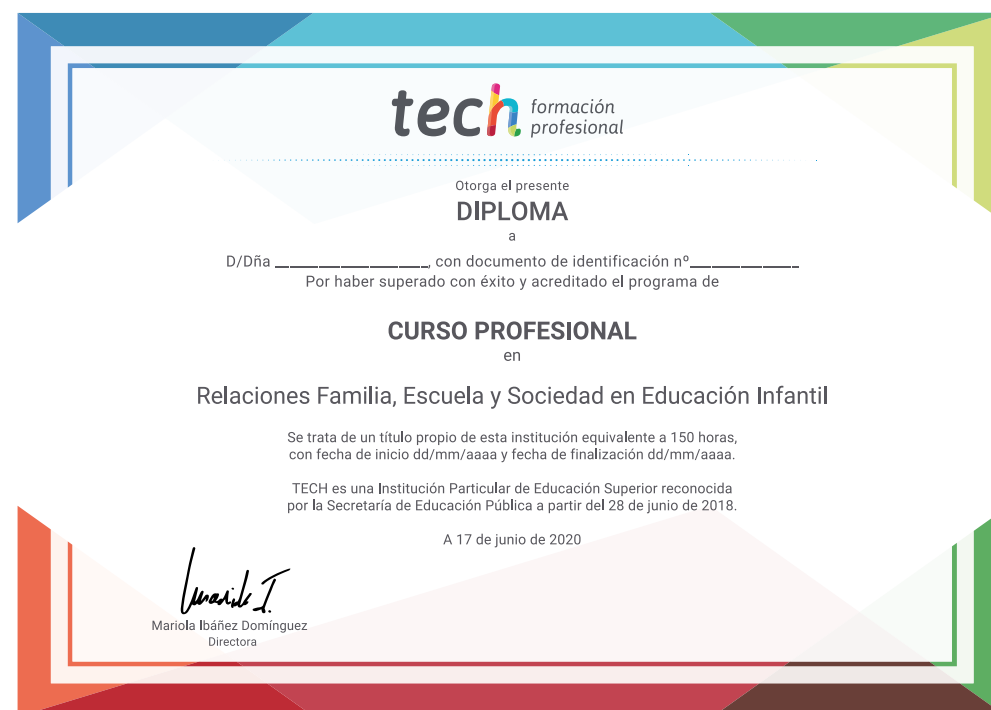 tech formación
profesional
Otorga el presente
DIPLOMA
a
D/Dña ____________________, con documento de identificación nº______________
Por haber superado con éxito y acreditado el programa de
CURSO PROFESIONAL
en
Relaciones Familia, Escuela y Sociedad en Educación Infantil
Se trata de un título propio de esta institución equivalente a 150 horas,
con fecha de inicio dd/mm/aaaa y fecha de finalización dd/mm/aaaa.
TECH es una Institución Particular de Educación Superior reconocida
por la Secretaría de Educación Pública a partir del 28 de junio de 2018.
A 17 de junio de 2020
Mariola Ibáñez Domínguez
Directora